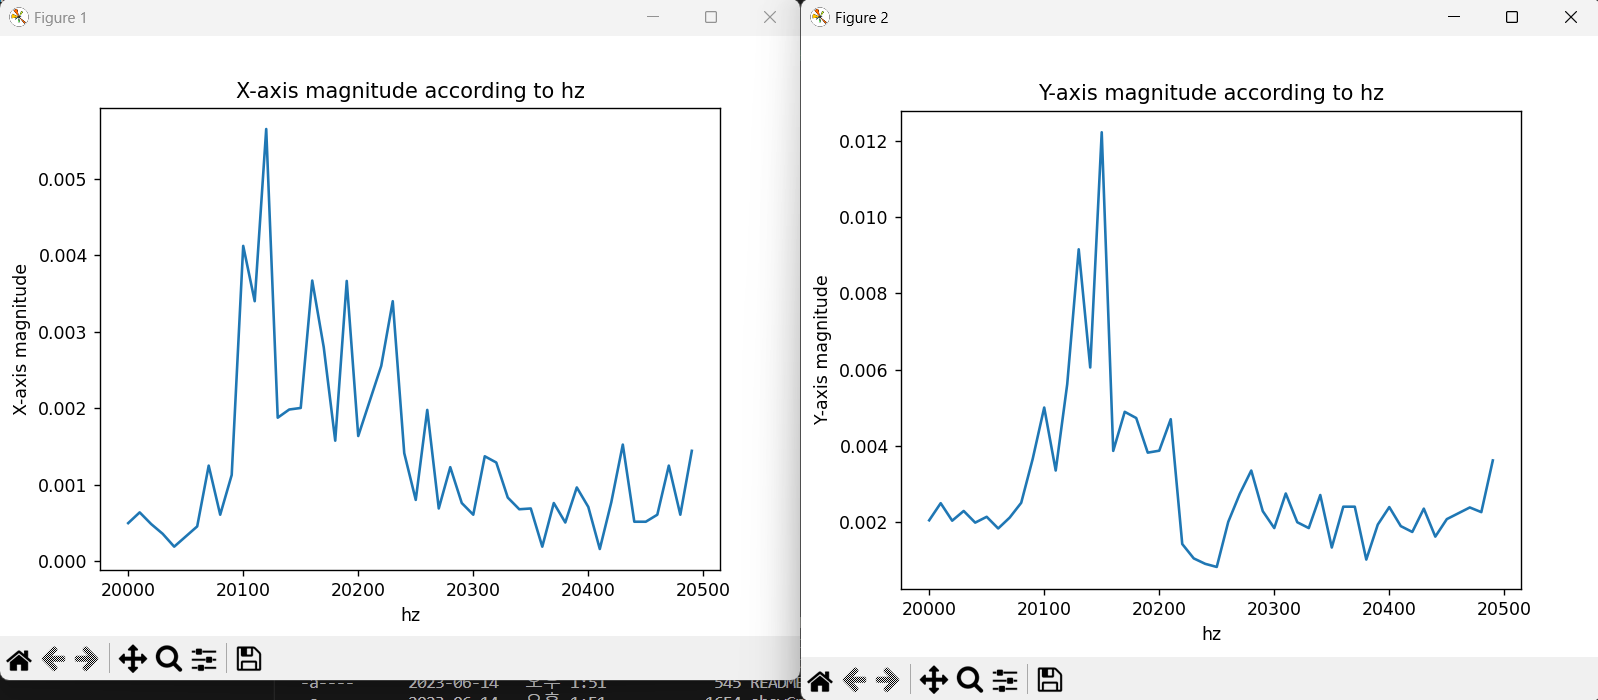 Figure 1
X-axis magnitude according to hz
X-axis magnitude
0.005
0.004
0.003
0.002
0.001
0.000
20000 20100 20200 20300 20400 20500
hz
Figure 2
Y-axis magnitude according to hz
Y-axis magnitude
0.012
0.010
0.008
0.006
0.004
0.002
20000 20100 20200 20300 20400 20500
hz
-a---- 2023-06-14 오후 1:51 545 README
2023-06-14 오후 1:51 1654